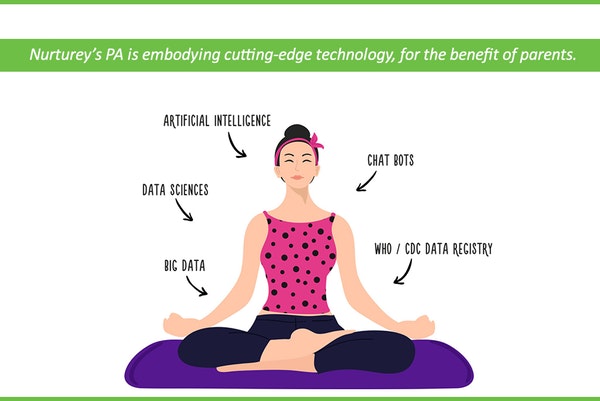 Nurturey's PA is embodying cutting-edge technology, for the benefit of parents.
ARTIFICIAL INTELLIGENCE
CHAT BOTS
DATA SCIENCES
WHO / CDC DATA REGISTRY
BIG DATA